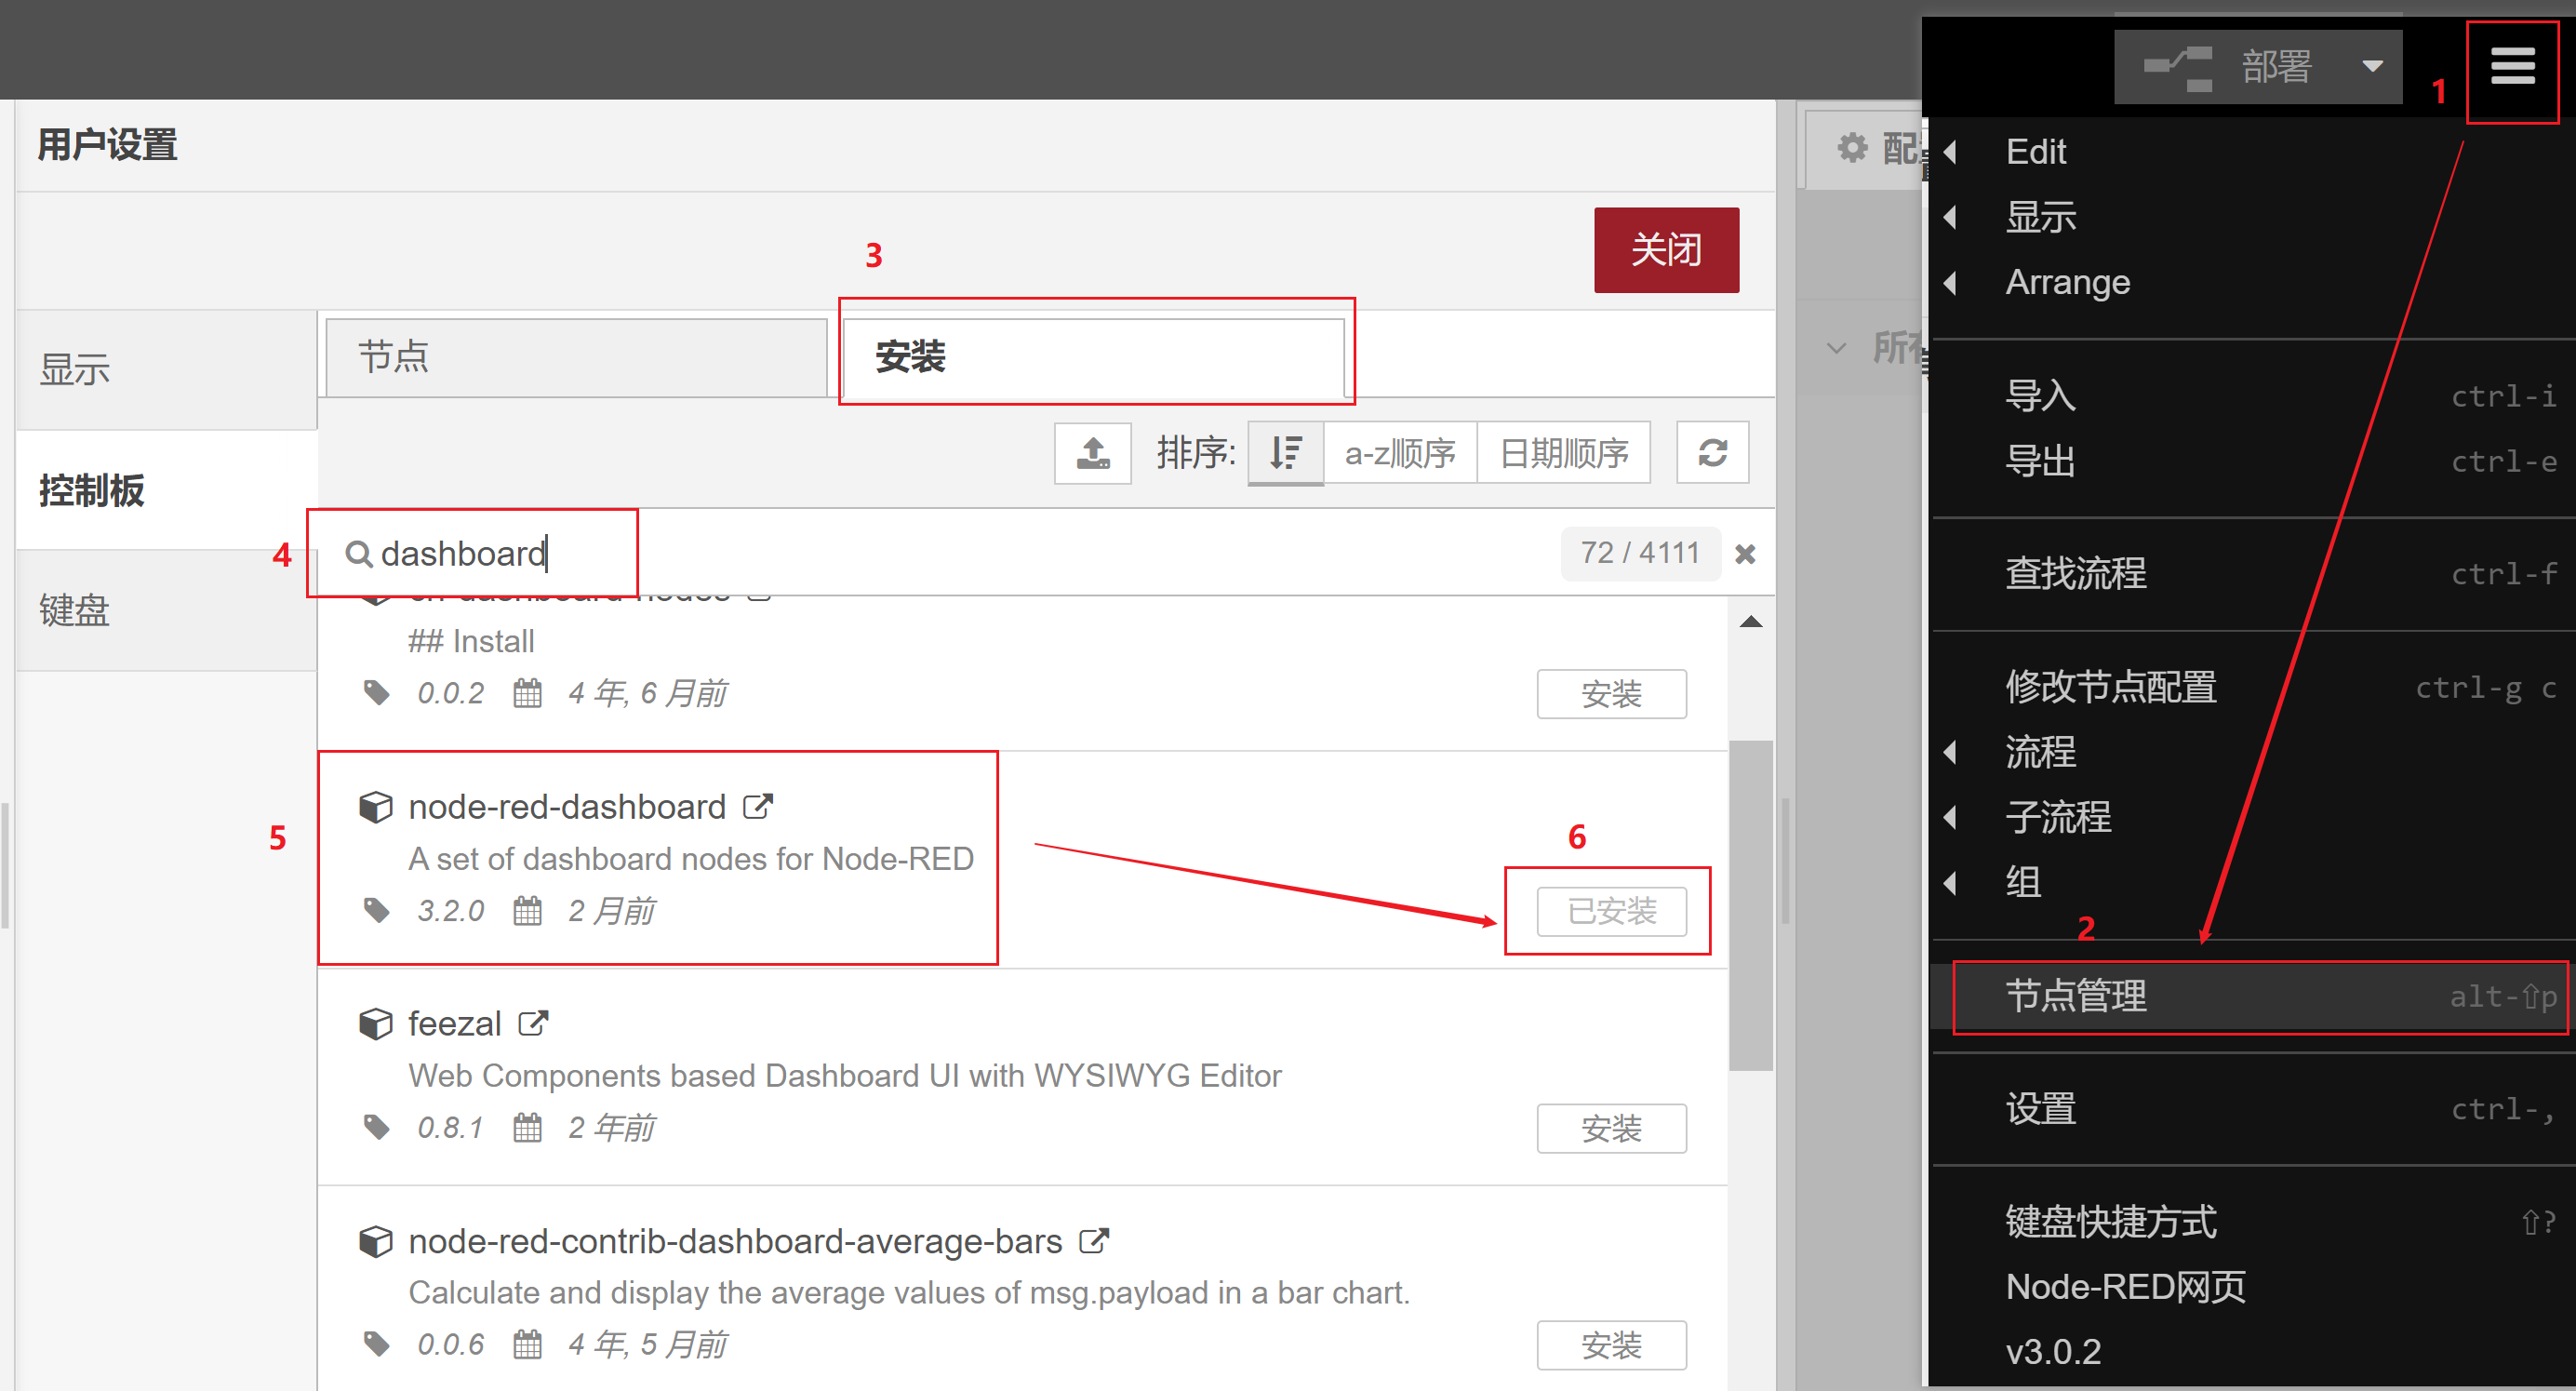 部署
1
用户设置
关闭
3
显示
控制板
键盘
节点
安装
排序:
a-z顺序
日期顺序
4
dashboard
72 / 4111
## Install
0.0.2
4 年, 6 月前
安装
5
node-red-dashboard
A set of dashboard nodes for Node-RED
3.2.0
2 月前
6
已安装
feezal
Web Components based Dashboard UI with WYSIWYG Editor
0.8.1
2 年前
安装
node-red-contrib-dashboard-average-bars
Calculate and display the average values of msg.payload in a bar chart.
0.0.6
4 年, 5 月前
安装
Edit
显示
Arrange
导入 ctrl-i
导出 ctrl-e
查找流程 ctrl-f
修改节点配置 ctrl-g c
流程
子流程
组
2
节点管理 alt-⇧p
设置 ctrl-,
键盘快捷方式 ⇧?
Node-RED网页
v3.0.2